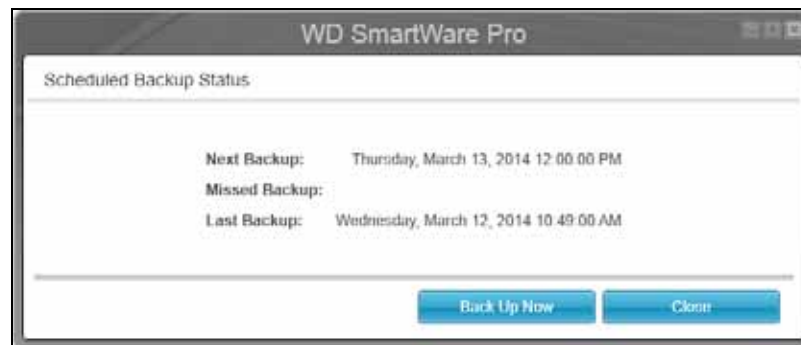 WD SmartWare Pro
Scheduled Backup Status
Next Backup: Thursday, March 13, 2014 12:00:00 PM
Missed Backup:
Last Backup: Wednesday, March 12, 2014 10:49:00 AM
Back Up Now Close